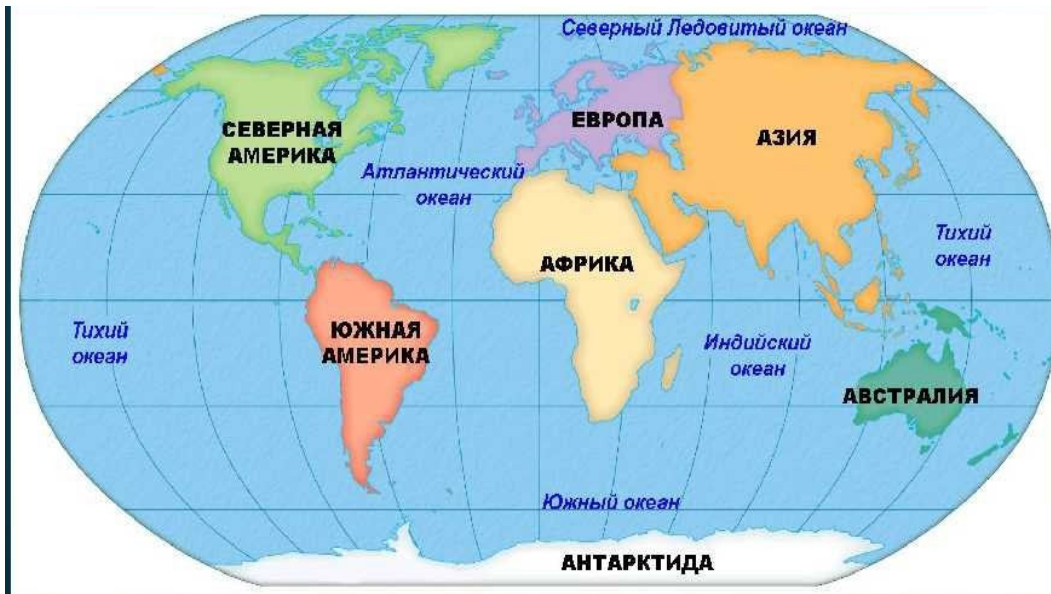 Северный Ледовитый океан
СЕВЕРНАЯ
АМЕРИКА
ЕВРОПА
АЗИЯ
Атлантический
океан
Тихий
океан
АФРИКА
Тихий
океан
ЮЖНАЯ
АМЕРИКА
Индийский
океан
АВСТРАЛИЯ
Южный океан
АНТАРКТИДА